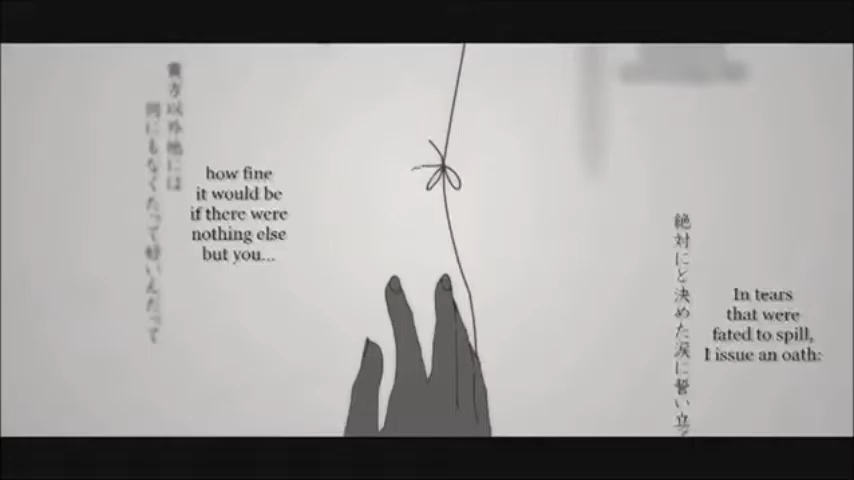 絶対にと決めた涙に誓い立
In tears
that were
fated to spill,
I issue an oath:
貴方以外他には
何にもなくたって好いんだって
how fine
it would be
if there were
nothing else
but you...